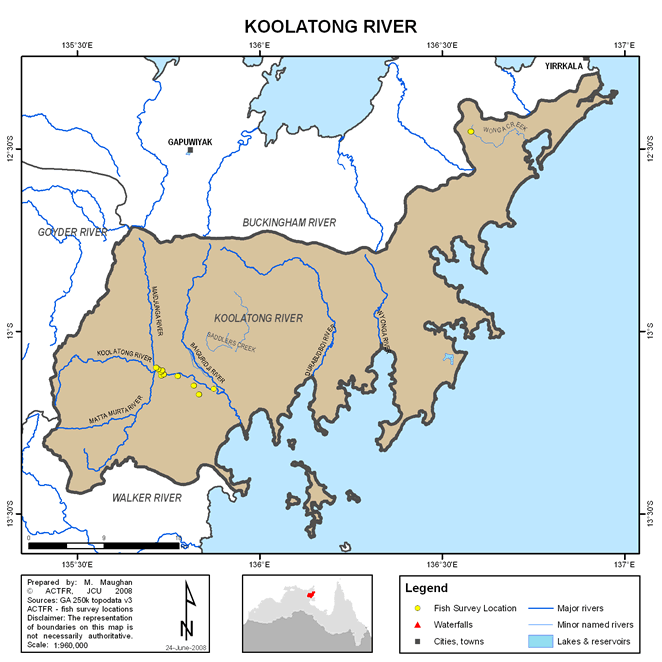 KOOLATONG RIVER
135°30'E 136°E 136°30'E 137°E
YIRRKALA
WONGA CREEK
GAPUWIYAK
12°30'S 12°30'S
BUCKINGHAM RIVER
GOYDER RIVER
MAIDJUNGA RIVER
KOOLATONG RIVER
13°S 13°S
BADDLERS CREEK
KOOLATONG RIVER
BALGURIDJI RIVER
DURABUDBOI RIVER
MATTA MURTA RIVER
WALKER RIVER
13°30'S 13°30'S
0 9 18
135°30'E 136°E 136°30'E 137°E
Prepared by: M. Maughan
© ACTFR, JCU 2008
Sources: GA 250k topodata v3
ACTFR - fish survey locations
Disclaimer: The representation
of boundaries on this map is
not necessarily authoritative.
Scale: 1:960,000
N
24-June-2008
Legend
Fish Survey Location
Waterfalls
Cities, towns
Major rivers
Minor named rivers
Lakes & reservoirs